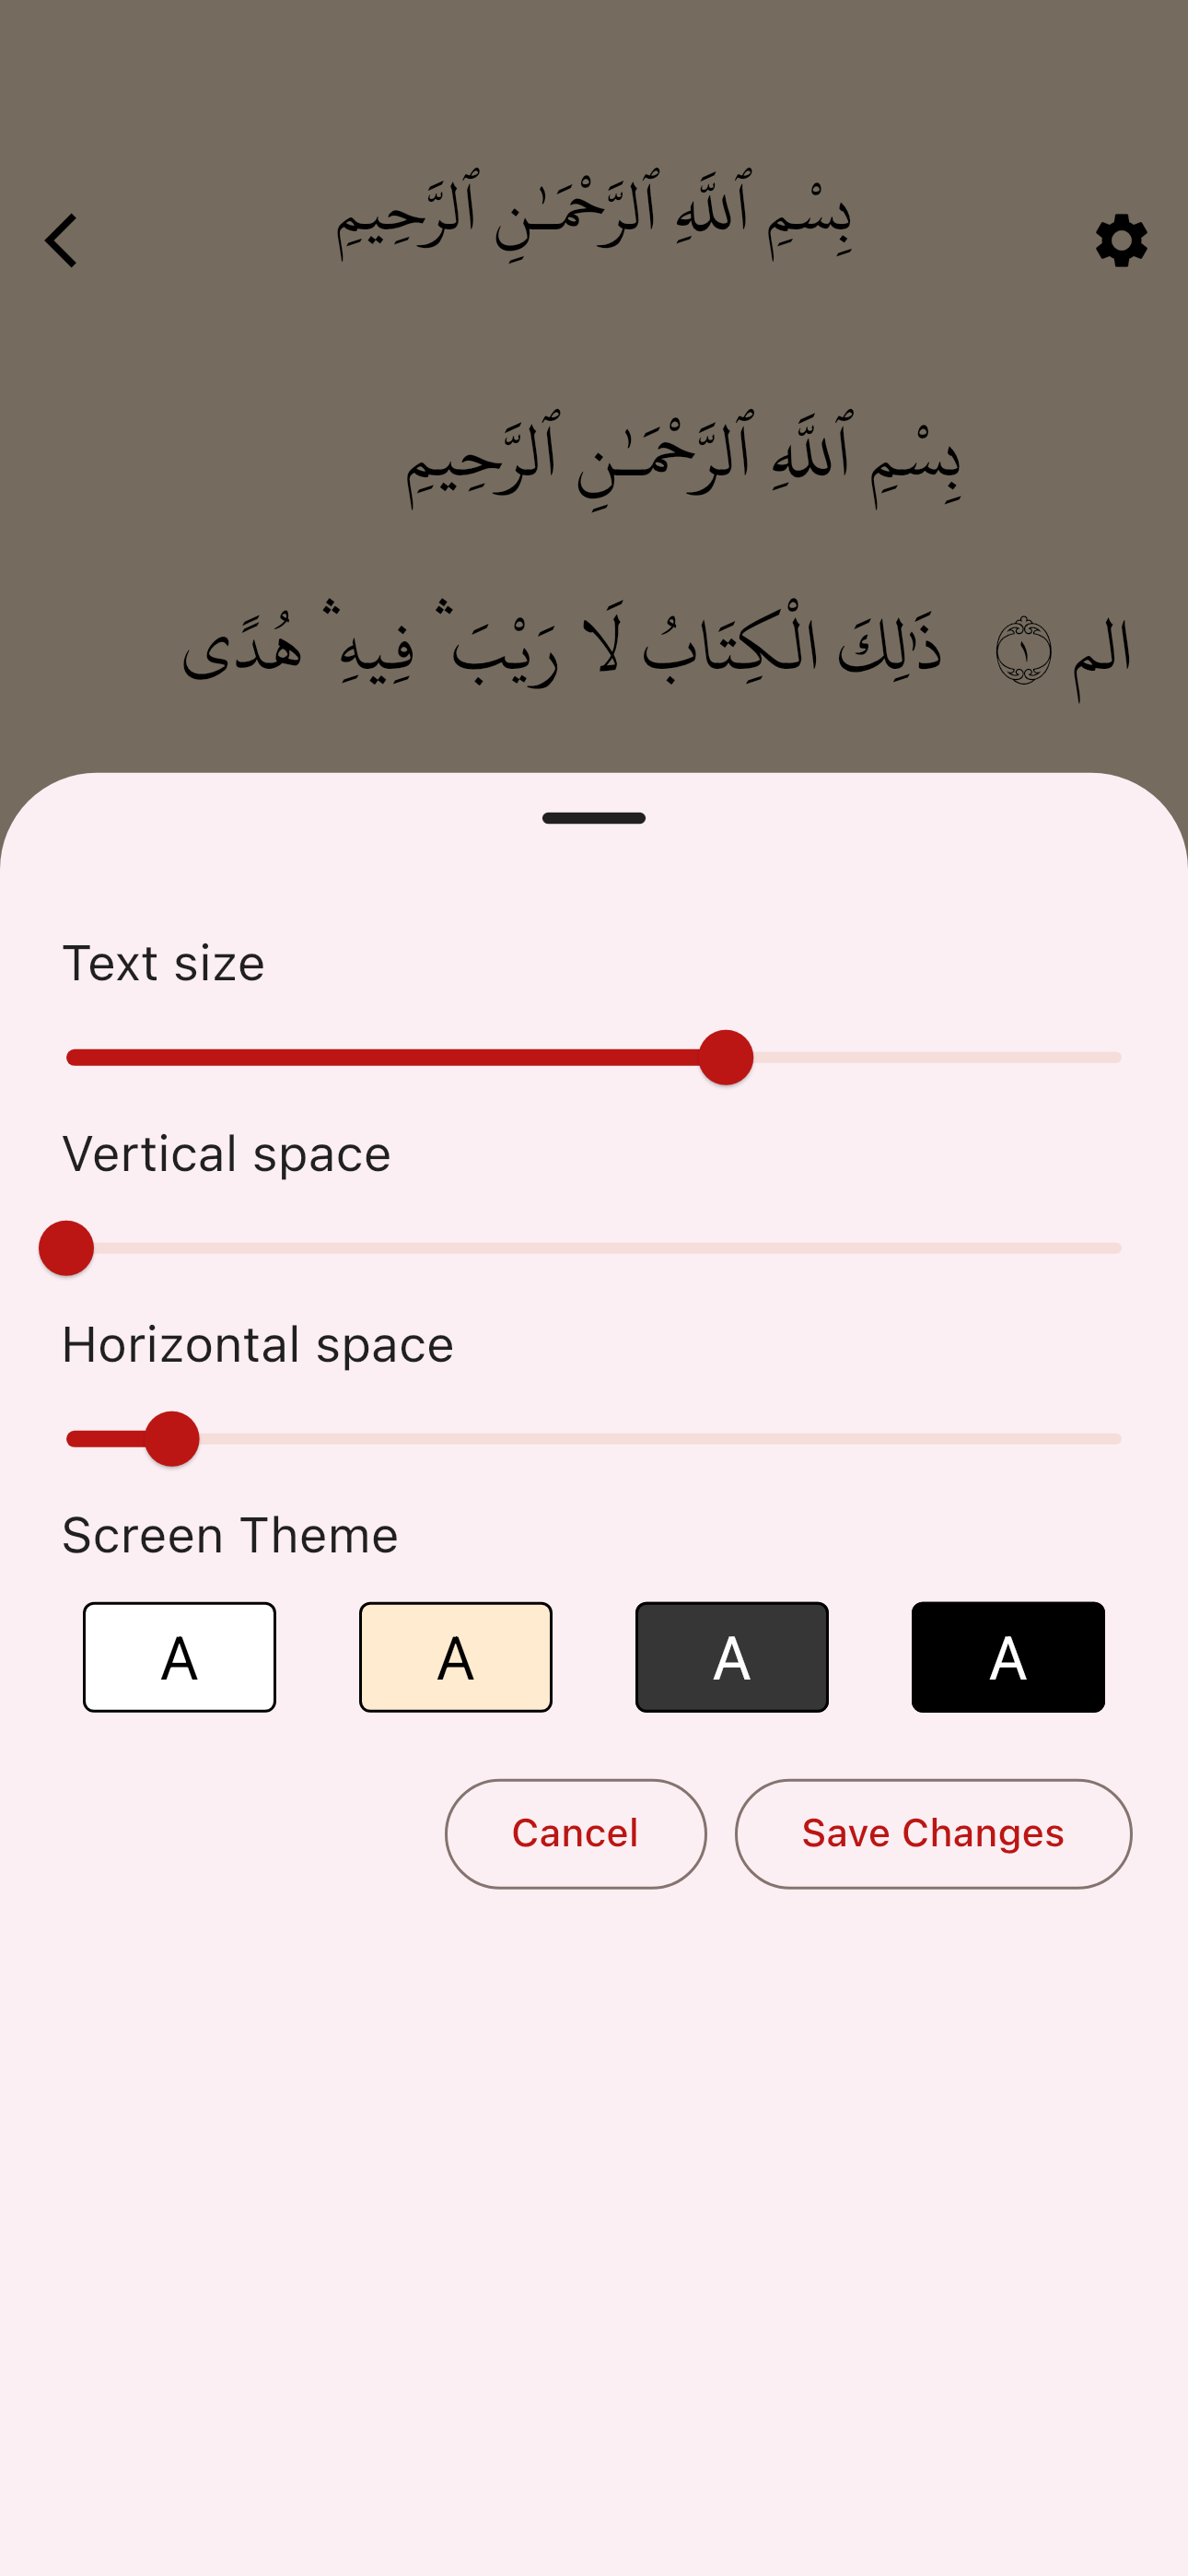 بِسْمِ ٱللَّهِ ٱلرَّحْمَـٰنِ ٱلرَّحِيمِ
بِسْمِ ٱللَّهِ ٱلرَّحْمَـٰنِ ٱلرَّحِيمِ
الم ۝١ ذَٰلِكَ الْكِتَابُ لَا رَيْبَ ۛ فِيهِ ۛ هُدًى
Text size
Vertical space
Horizontal space
Screen Theme
A A A A
Cancel Save Changes